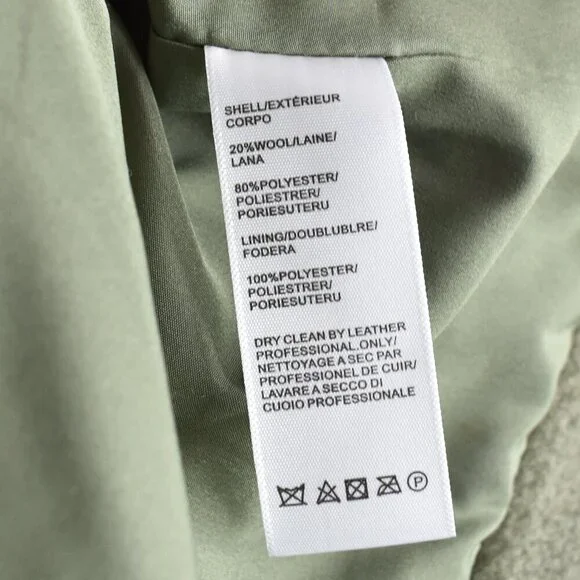 SHELL/EXTÉRIEUR
CORPO
20%WOOL/LAINE/
LANA
80%POLYESTER/
POLIESTRER/
PORIESUTERU
LINING/DOUBLUBLRE/
FODERA
100%POLYESTER/
POLIESTRER/
PORIESUTERU
DRY CLEAN BY LEATHER
PROFESSIONAL.ONLY/
NETTOYAGE A SEC PAR
PROFESSIONEL DE CUIR/
LAVARE A SECCO DI
CUOIO PROFESSIONALE
P